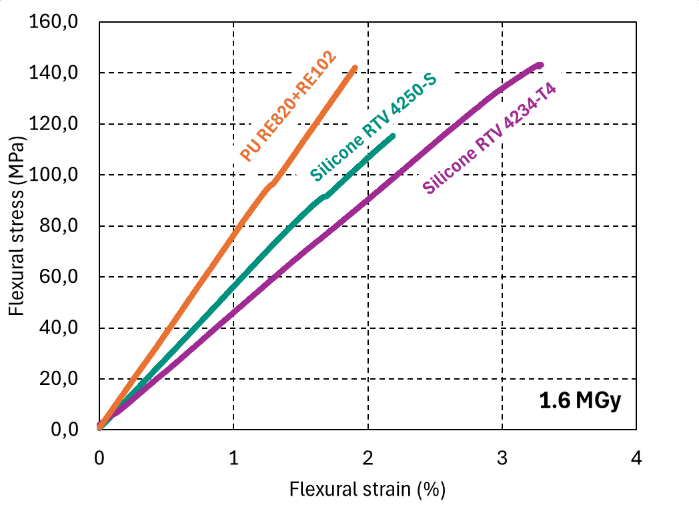 160,0
140,0
120,0
100,0
80,0
60,0
40,0
20,0
0,0
Flexural stress (MPa)
PU RE820+RE102
Silicone RTV 4250-S
Silicone RTV 4234-T4
1.6 MGy
0 1 2 3 4
Flexural strain (%)